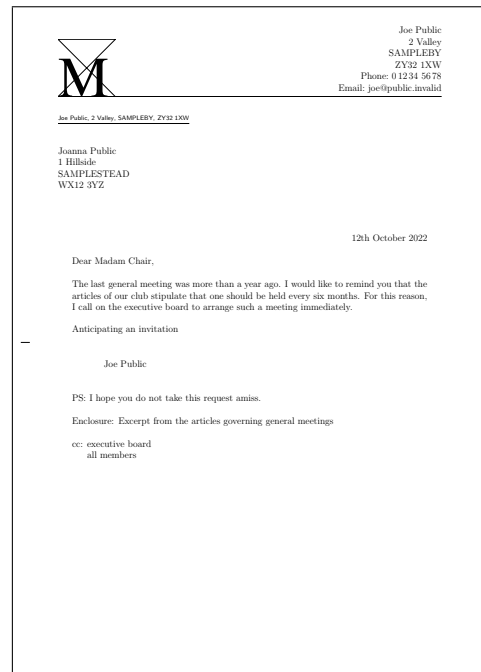 Joe Public
2 Valley
SAMPLEBY
ZY32 1XW
Phone: 01234 5678
Email: joe@public.invalid
M
Joe Public, 2 Valley, SAMPLEBY, ZY32 1XW
Joanna Public
1 Hillside
SAMPLESTEAD
WX12 3YZ
12th October 2022
Dear Madam Chair,
The last general meeting was more than a year ago. I would like to remind you that the
articles of our club stipulate that one should be held every six months. For this reason,
I call on the executive board to arrange such a meeting immediately.
Anticipating an invitation
Joe Public
PS: I hope you do not take this request amiss.
Enclosure: Excerpt from the articles governing general meetings
cc: executive board
all members